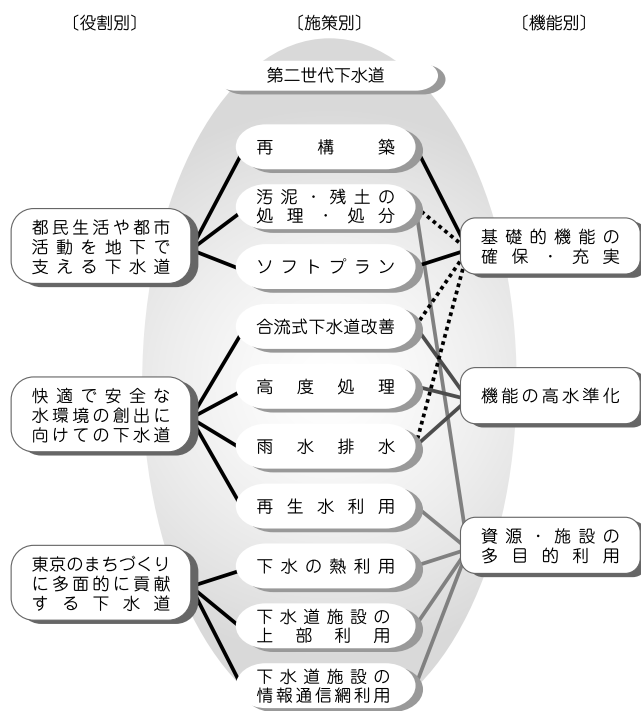 〔役割別〕
〔施策別〕
〔機能別〕
第二世代下水道
再構築
汚泥・残土の
処理・処分
ソフトプラン
合流式下水道改善
高度処理
雨水排水
再生水利用
下水の熱利用
下水道施設の
上部利用
下水道施設の
情報通信網利用
都民生活や都市
活動を地下で
支える下水道
快適で安全な
水環境の創出に
向けての下水道
東京のまちづくり
に多面的に貢献
する下水道
基礎的機能の
確保・充実
機能の高水準化
資源・施設の
多目的利用